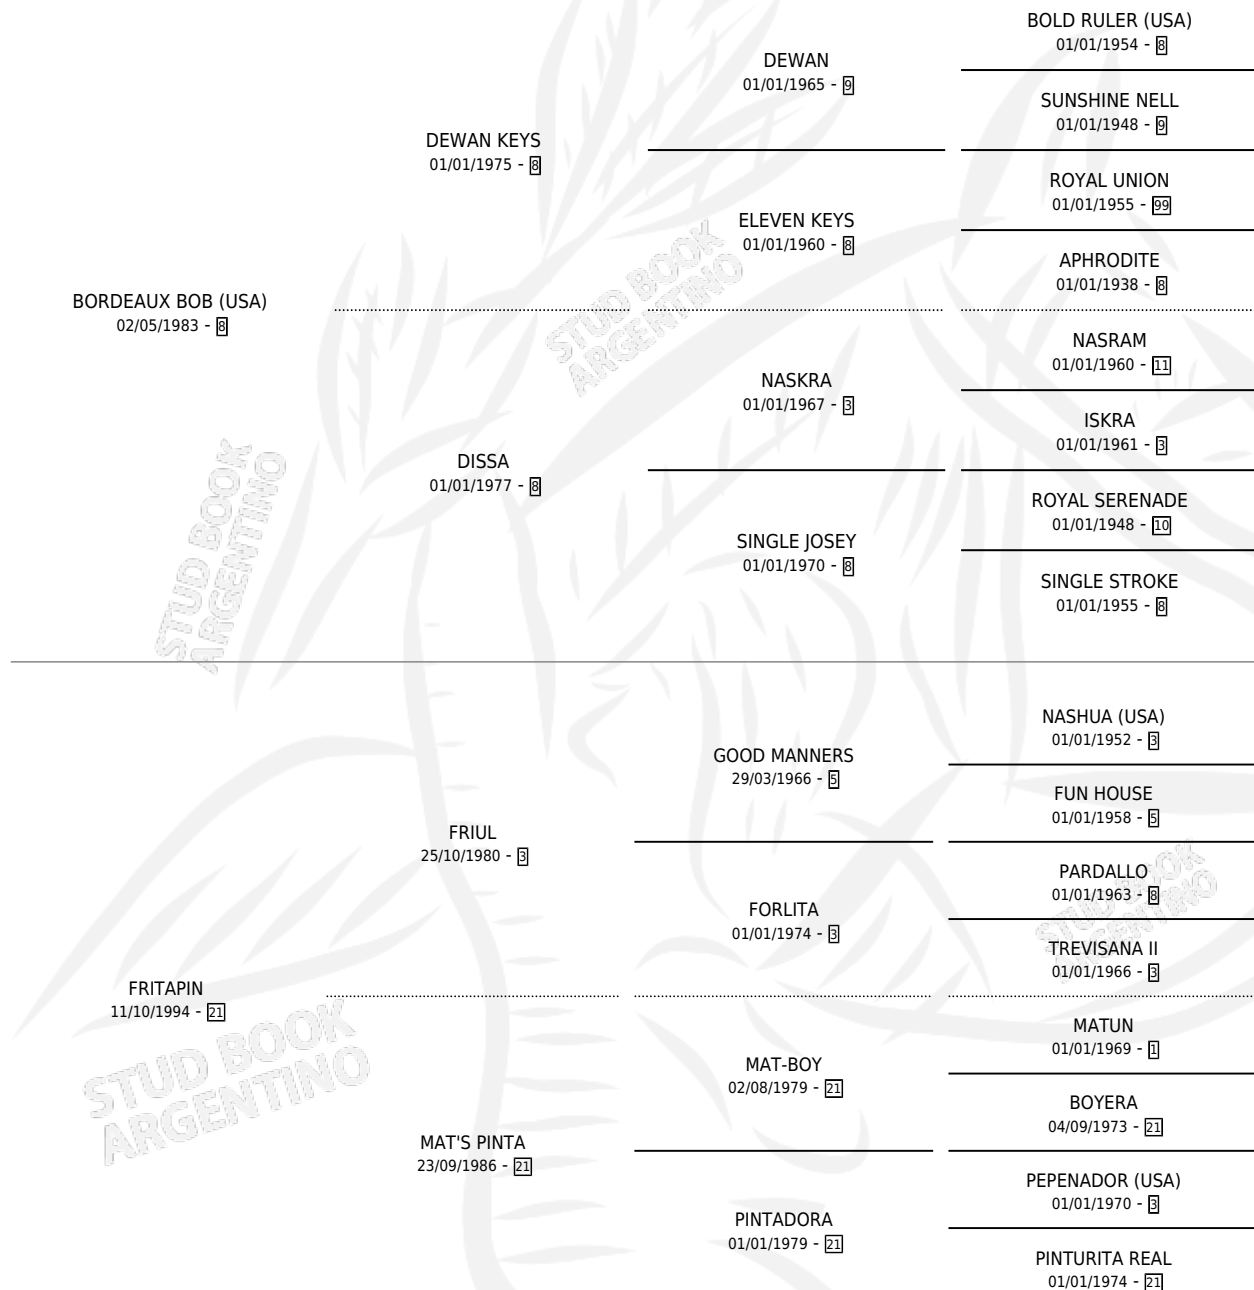 BOLD RULER (USA)
01/01/1954 - 8
DEWAN
01/01/1965 - 9
SUNSHINE NELL
01/01/1948 - 9
DEWAN KEYS
01/01/1975 - 8
ROYAL UNION
01/01/1955 - 99
ELEVEN KEYS
01/01/1960 - 8
APHRODITE
01/01/1938 - 8
BORDEAUX BOB (USA)
02/05/1983 - 8
STUD BOOK
ARGENTINO
NASRAM
01/01/1960 - 11
NASKRA
01/01/1967 - 3
ISKRA
01/01/1961 - 3
DISSA
01/01/1977 - 8
ROYAL SERENADE
01/01/1948 - 10
SINGLE JOSEY
01/01/1970 - 8
SINGLE STROKE
01/01/1955 - 8
STUD BOOK
ARGENTINO
NASHUA (USA)
01/01/1952 - 3
GOOD MANNERS
29/03/1966 - 5
FUN HOUSE
01/01/1958 - 5
FRIUL
25/10/1980 - 3
PARDALLO
01/01/1963 - 8
FORLITA
01/01/1974 - 3
STUD BOOK
ARGENTINO
TREVISANA II
01/01/1966 - 3
FRITAPIN
11/10/1994 - 21
MATUN
01/01/1969 - 1
MAT-BOY
02/08/1979 - 21
STUD BOOK
ARGENTINO
BOYERA
04/09/1973 - 21
MAT'S PINTA
23/09/1986 - 21
PEPENADOR (USA)
01/01/1970 - 3
PINTADORA
01/01/1979 - 21
PINTURITA REAL
01/01/1974 - 21